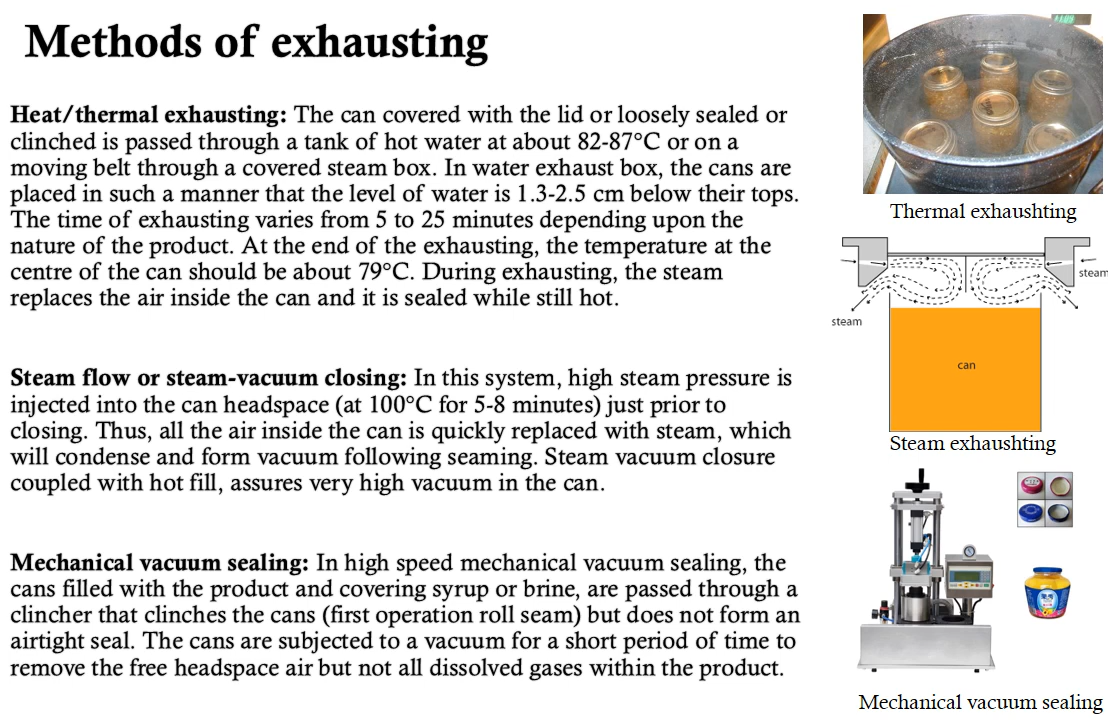 Methods of exhausting
Heat/thermal exhausting: The can covered with the lid or loosely sealed or
clinched is passed through a tank of hot water at about 82-87°C or on a
moving belt through a covered steam box. In water exhaust box, the cans are
placed in such a manner that the level of water is 1.3-2.5 cm below their tops.
The time of exhausting varies from 5 to 25 minutes depending upon the
nature of the product. At the end of the exhausting, the temperature at the
centre of the can should be about 79°C. During exhausting, the steam
replaces the air inside the can and it is sealed while still hot.
Thermal exhaushting
steam
steam
can
Steam exhaushting
Steam flow or steam-vacuum closing: In this system, high steam pressure is
injected into the can headspace (at 100°C for 5-8 minutes) just prior to
closing. Thus, all the air inside the can is quickly replaced with steam, which
will condense and form vacuum following seaming. Steam vacuum closure
coupled with hot fill, assures very high vacuum in the can.
Mechanical vacuum sealing: In high speed mechanical vacuum sealing, the
cans filled with the product and covering syrup or brine, are passed through a
clincher that clinches the cans (first operation roll seam) but does not form an
airtight seal. The cans are subjected to a vacuum for a short period of time to
remove the free headspace air but not all dissolved gases within the product.
Mechanical vacuum sealing